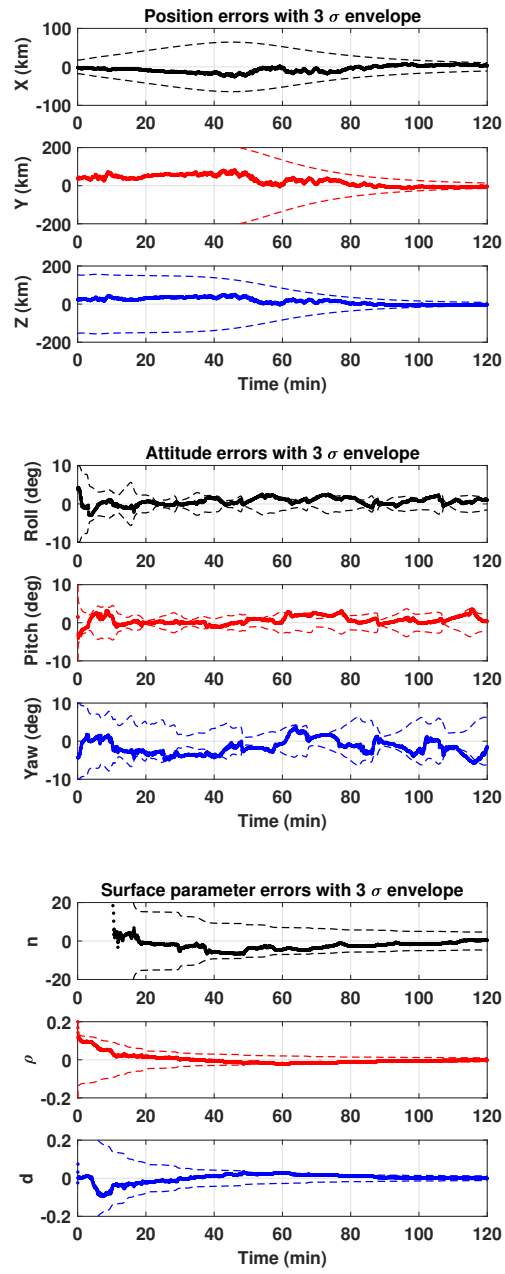 Position errors with 3 σ envelope
100
0
-100
X (km)
0 20 40 60 80 100 120
200
0
-200
Y (km)
0 20 40 60 80 100 120
200
0
-200
Z (km)
0 20 40 60 80 100 120
Time (min)
Attitude errors with 3 σ envelope
10
0
-10
Roll (deg)
0 20 40 60 80 100 120
10
0
-10
Pitch (deg)
0 20 40 60 80 100 120
10
0
-10
Yaw (deg)
0 20 40 60 80 100 120
Time (min)
Surface parameter errors with 3 σ envelope
20
0
-20
n
0 20 40 60 80 100 120
0.2
0
-0.2
ρ
0 20 40 60 80 100 120
0.2
0
-0.2
d
0 20 40 60 80 100 120
Time (min)